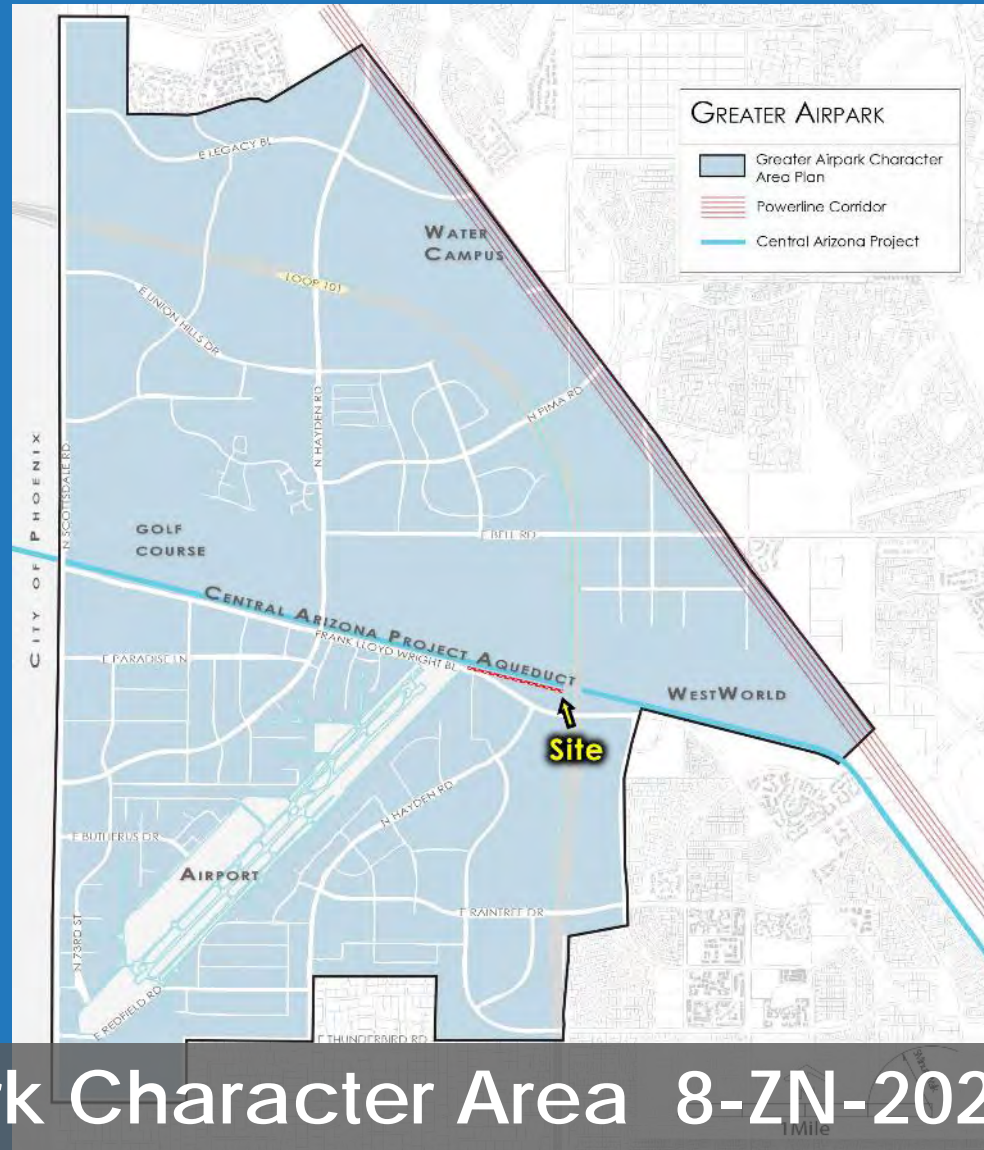 GREATER AIRPARK
Greater Airpark Character
Area Plan
Powerline Corridor
Central Arizona Project
E LEGACY BL
WATER
CAMPUS
LOOP 101
E UNION HILLS DR
N HAYDEN RD
N PIMA RD
CITY OF PHOENIX
N SCOTTSDALE RD
GOLF
COURSE
E BELL RD
CENTRAL ARIZONA PROJECT AQUEDUCT
FRANK LLOYD WRIGHT BL
E PARADISE LN
WESTWORLD
Site
N HAYDEN RD
E BUTHERUS DR
AIRPORT
E RAINTREE DR
N 73RD ST
E REDFIELD RD
E THUNDERBIRD RD
rk Character Area 8-ZN-202
1 Mile